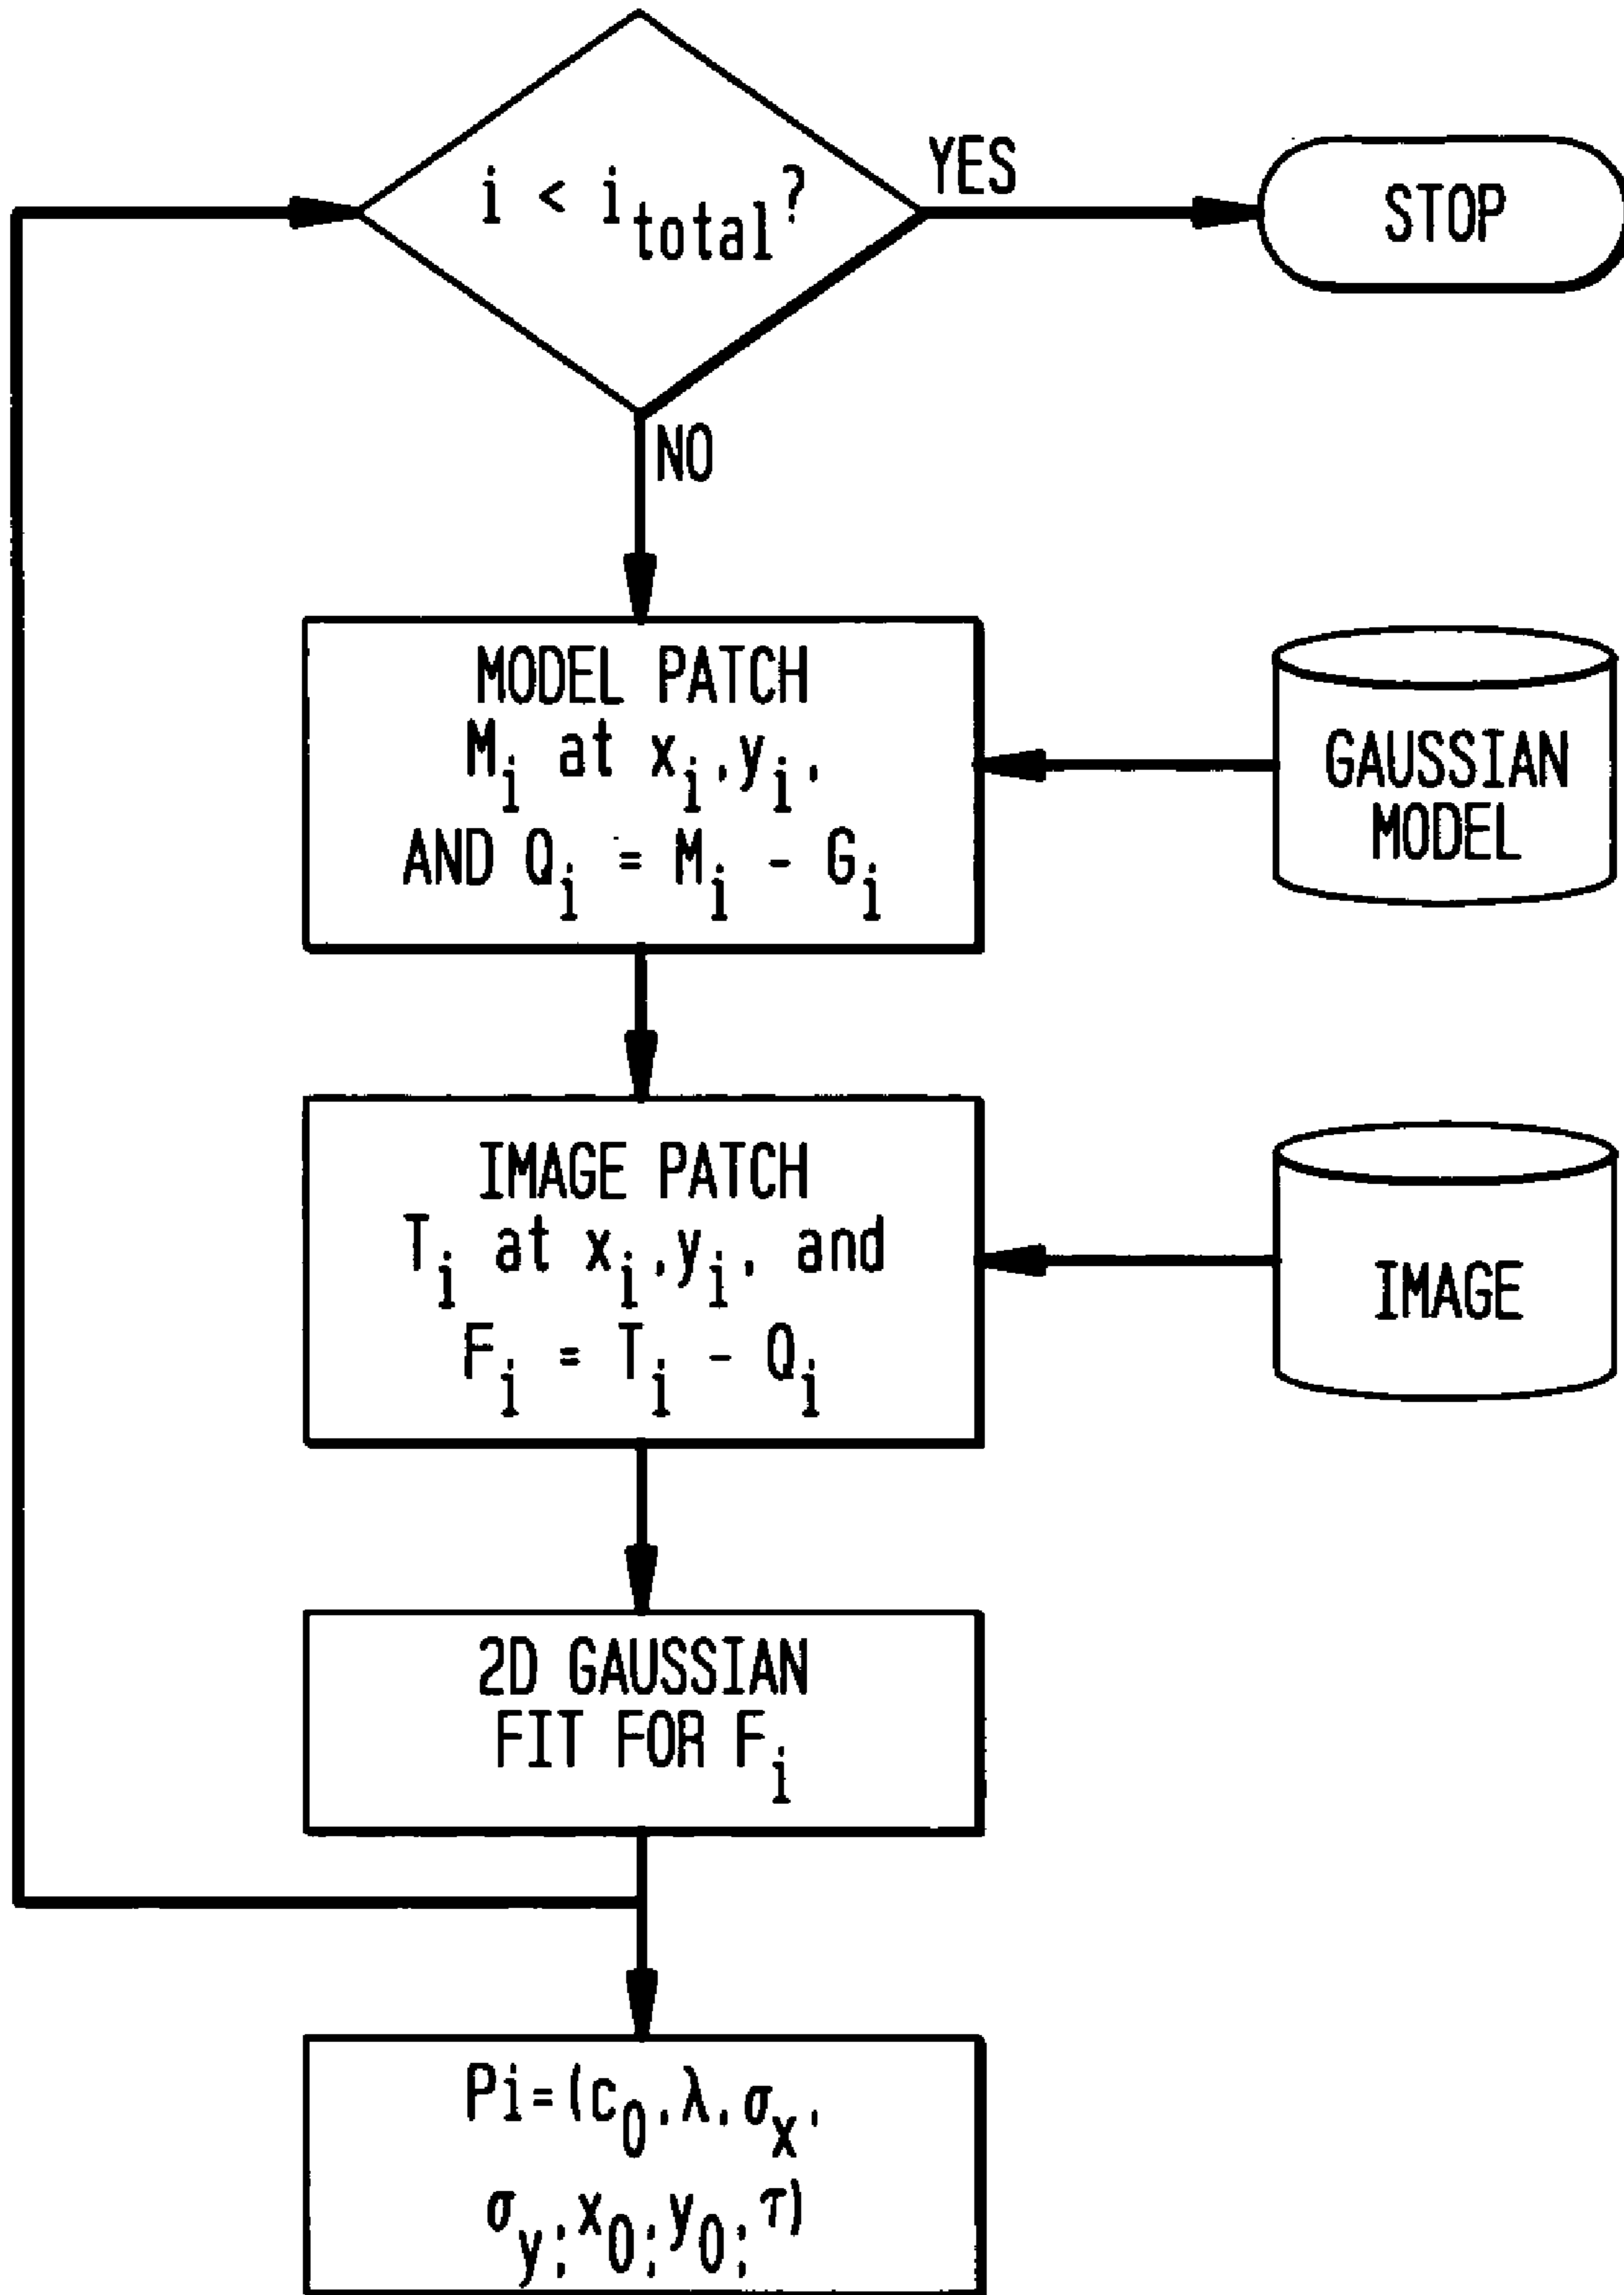 i < i_total?
YES
STOP
NO
MODEL PATCH
M_i at x_i,y_i,
AND Q_i = M_i - G_i
GAUSSIAN
MODEL
IMAGE PATCH
T_i at x_i,y_i, and
F_i = T_i - Q_i
IMAGE
2D GAUSSIAN
FIT FOR F_i
Pi=(c_0,λ,σ_x,
σ_y;x_0;y_0;τ)